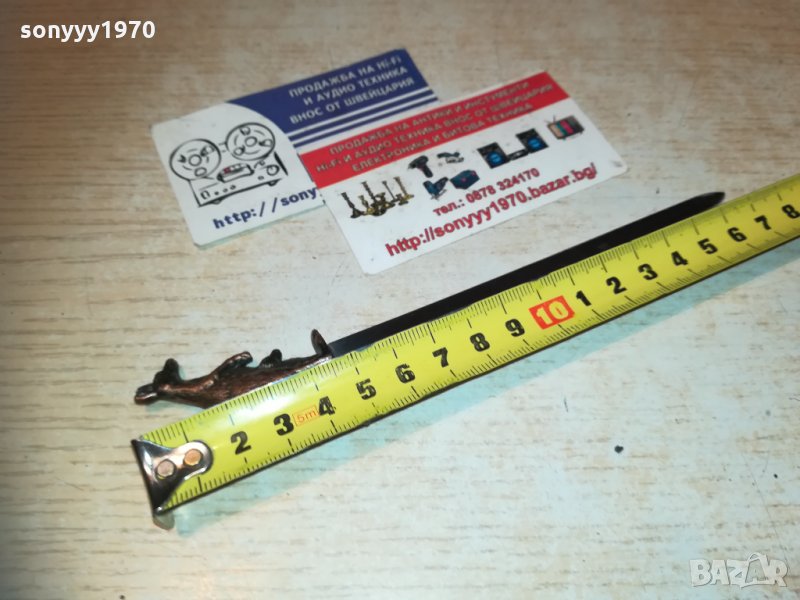 sonyyy1970
ПРОДАЖБА НА Hi-Fi
И АУДИО ТЕХНИКА
ВНОС ОТ ШВЕЙЦАРИЯ
http://sony
ПРОДАЖБА НА АНТИКИ И ИНСТУМЕНТИ
Hi-Fi И АУДИО ТЕХНИКА ВНОС ОТ ШВЕЙЦАРИЯ
ЕЛЕКТРОНИКА И БИТОВА ТЕХНИКА
тел.: 0878 324170
http://sonyyy1970.bazar.bg/
2 3 5m 4 5 6 7 8 9 10 1 2 3 4 5 6 7 8
BAZAR